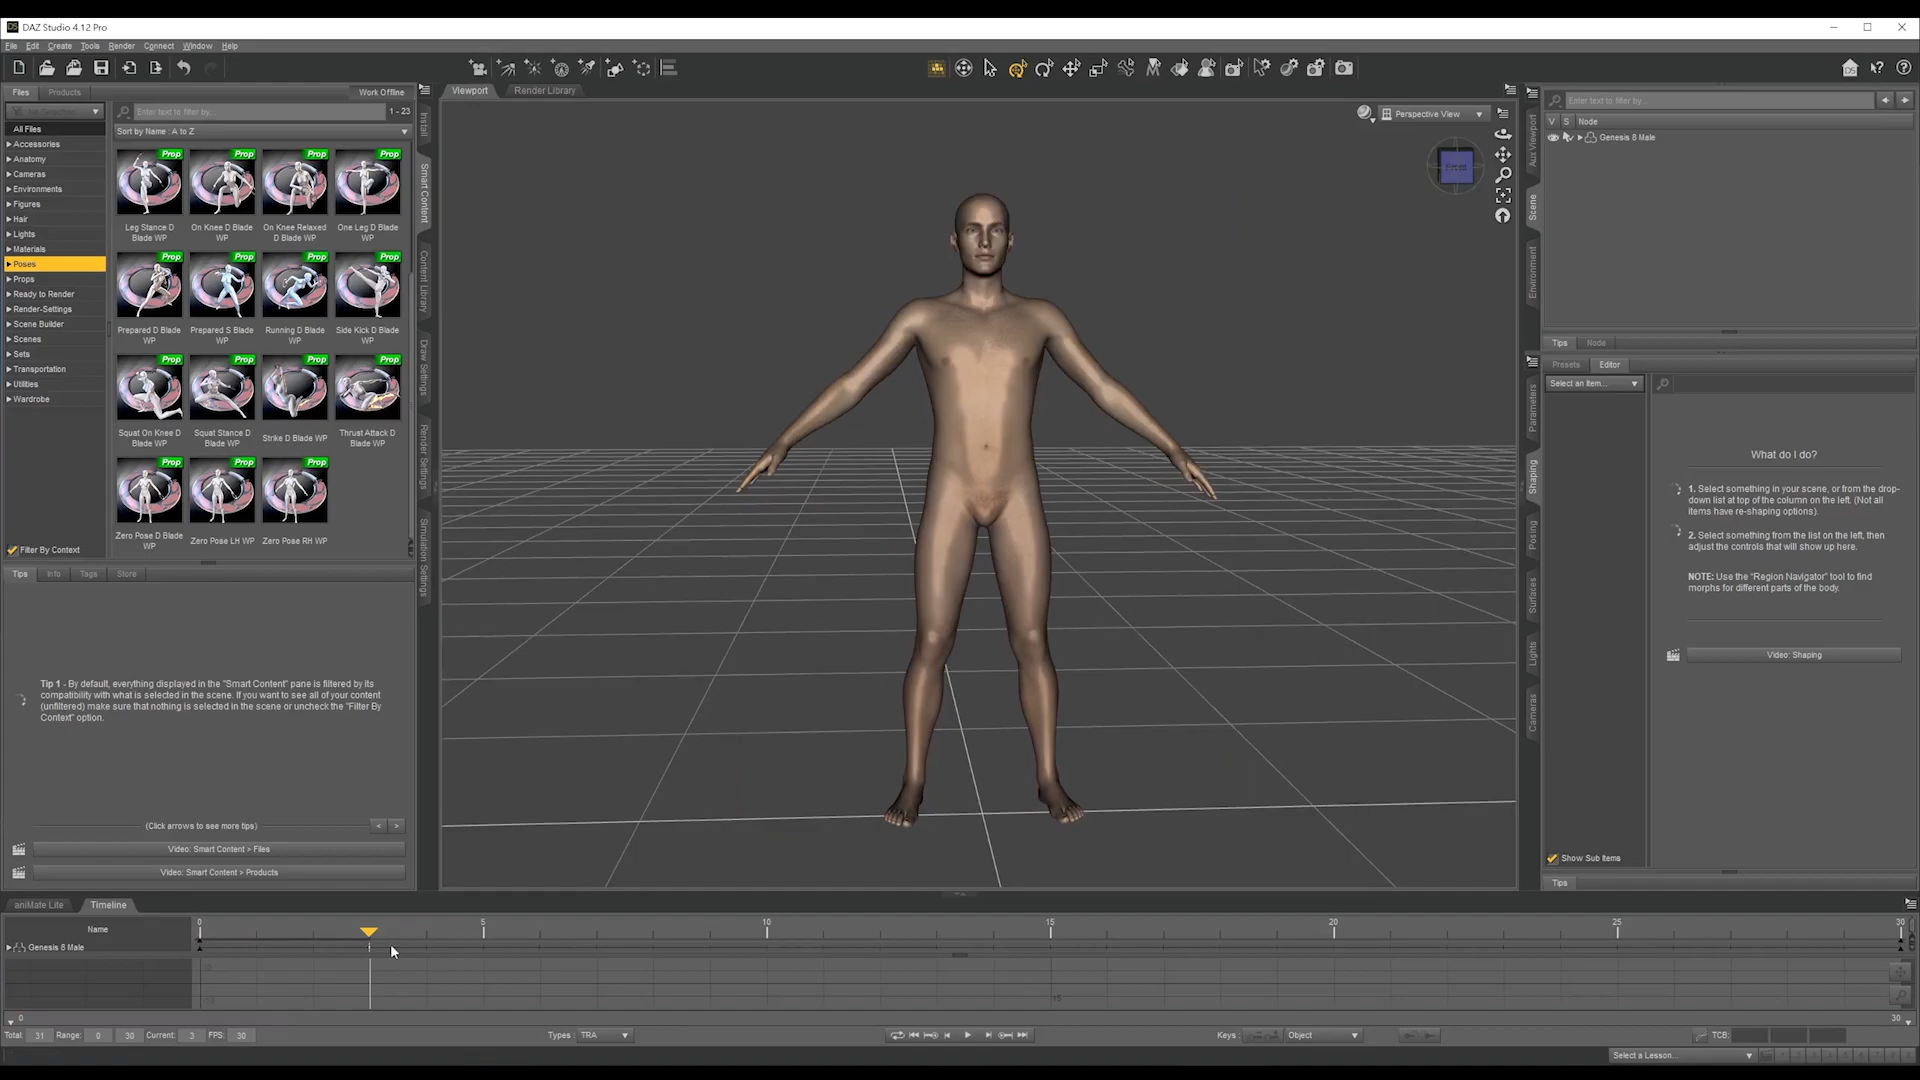 DAZ Studio 4.12 Pro
File Edit Create Tools Render Connect Window Help
Files Products Work Offline
Enter text to filter by... 1 - 23
Sort by Name : A to Z
All Files
Accessories
Anatomy
Cameras
Environments
Figures
Hair
Lights
Materials
Poses
Props
Ready to Render
Render-Settings
Scene Builder
Scenes
Sets
Transportation
Utilities
Wardrobe
Filter By Context
Prop Prop Prop Prop
Leg Stance D Blade WP
On Knee D Blade WP
On Knee Relaxed D Blade WP
One Leg D Blade WP
Prop Prop Prop Prop
Prepared D Blade WP
Prepared S Blade WP
Running D Blade WP
Side Kick D Blade WP
Prop Prop Prop Prop
Squat On Knee D Blade WP
Squat Stance D Blade WP
Strike D Blade WP
Thrust Attack D Blade WP
Prop Prop Prop
Zero Pose D Blade WP
Zero Pose LH WP
Zero Pose RH WP
Tips Info Tags Store
Tip 1 - By default, everything displayed in the "Smart Content" pane is filtered by its
compatibility with what is selected in the scene. If you want to see all of your content
(unfiltered) make sure that nothing is selected in the scene or uncheck the "Filter By
Context" option.
(Click arrows to see more tips) < >
Video: Smart Content > Files
Video: Smart Content > Products
Install
Smart Content
Content Library
Draw Settings
Render Settings
Simulation Settings
Viewport Render Library
Perspective View
Front
Aux Viewport
Scene
Environment
Enter text to filter by...
V S Node
Genesis 8 Male
Tips Node
Parameters
Shaping
Posing
Surfaces
Lights
Cameras
Presets Editor
Select an Item...
What do I do?
1. Select something in your scene, or from the drop-
down list at top of the column on the left. (Not all
items have re-shaping options).
2. Select something from the list on the left, then
adjust the controls that will show up here.
NOTE: Use the "Region Navigator" tool to find
morphs for different parts of the body.
Video: Shaping
Show Sub Items
Tips
aniMate Lite Timeline
Name 0 5 10 15 20 25 30
Genesis 8 Male
15
0 30
Total: 31 Range: 0 30 Current: 3 FPS: 30 Types : TRA Keys : Object TCB:
Select a Lesson...